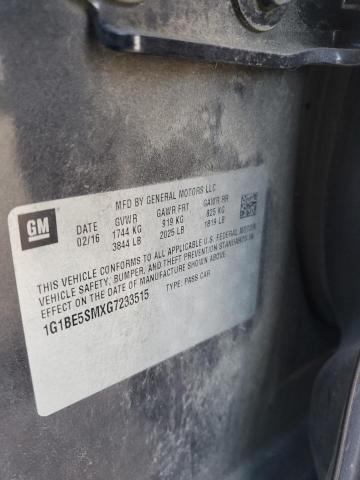 MFD BY GENERAL MOTORS LLC
GM
DATE GVWR GAWR FRT GAWR RR
02/16 1744 KG 919 KG 825 KG
3844 LB 2025 LB 1819 LB
THIS VEHICLE CONFORMS TO ALL APPLICABLE U.S. FEDERAL MOTOR
VEHICLE SAFETY, BUMPER, AND THEFT PREVENTION STANDARDS IN
EFFECT ON THE DATE OF MANUFACTURE SHOWN ABOVE.
1G1BE5SMXG7233515 TYPE: PASS CAR